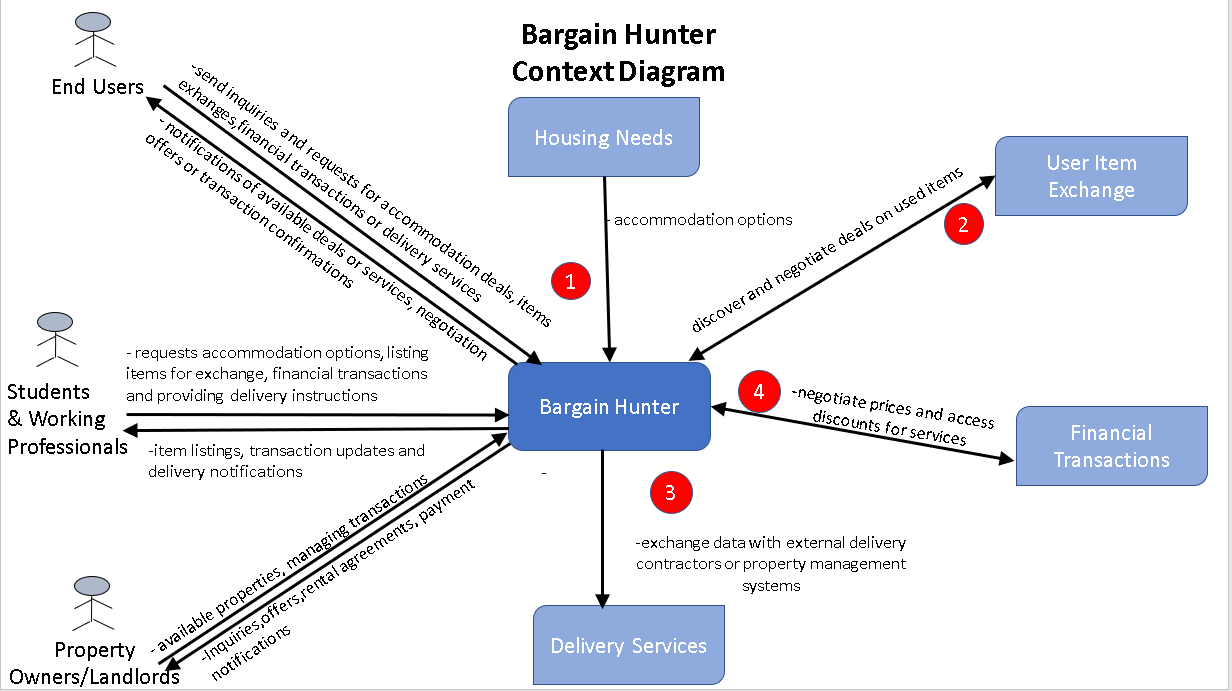 Bargain Hunter
Context Diagram
End Users
-send inquiries and requests for accommodation deals, items
exhanges,financial transactions or delivery services
- notifications of available deals or services, negotiation
offers or transaction confirmations
Housing Needs
- accommodation options
User Item
Exchange
discover and negotiate deals on used items
2
1
Students
& Working
Professionals
- requests accommodation options, listing
items for exchange, financial transactions
and providing delivery instructions
-item listings, transaction updates and
delivery notifications
Bargain Hunter
4
-negotiate prices and access
discounts for services
Financial
Transactions
-
3
-exchange data with external delivery
contractors or property management
systems
Delivery Services
- available properties, managing transactions
-Inquiries,offers,rental agreements, payment
notifications
Property
Owners/Landlords